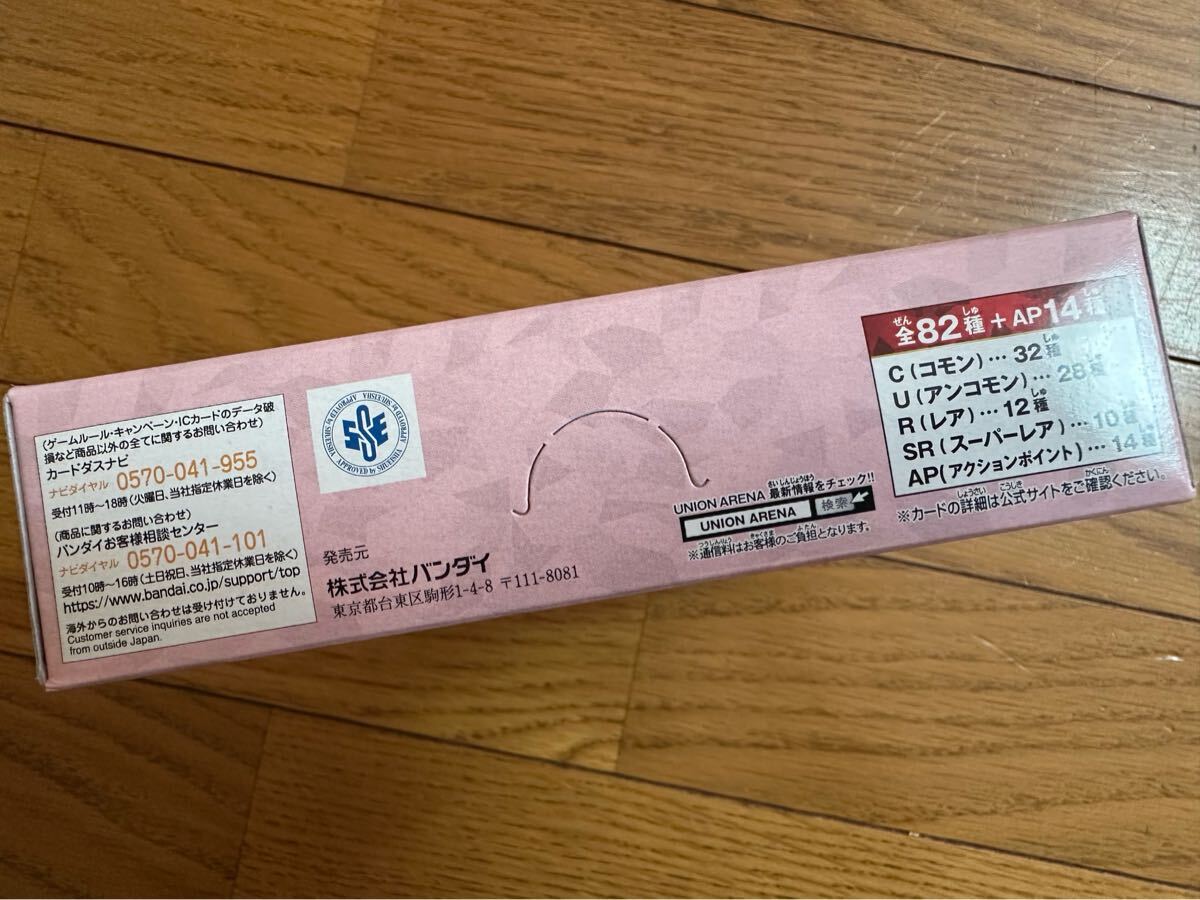 (ゲームルール・キャンペーン・ICカードのデータ破
損など商品以外の全てに関するお問い合わせ)
カードダスナビ
ナビダイヤル 0570-041-955
受付11時〜18時(火曜日、当社指定休業日を除く)
(商品に関するお問い合わせ)
バンダイお客様相談センター
ナビダイヤル 0570-041-101
受付10時〜16時(土日祝日、当社指定休業日を除く)
https://www.bandai.co.jp/support/top
海外からのお問い合わせは受け付けておりません。
Customer service inquiries are not accepted
from outside Japan.
APPROVED by SHUEISHA
APPROVED by SHUEISHA
APPROVED by SHUEISHA
発売元
株式会社バンダイ
東京都台東区駒形1-4-8 〒111-8081
UNION ARENA 最新情報をチェック!!
UNION ARENA 検索
※通信料はお客様のご負担となります。
全82種 + AP14種
C(コモン)…32種
U(アンコモン)…28種
R(レア)…12種
SR(スーパーレア)…10種
AP(アクションポイント)…14種
※カードの詳細は公式サイトをご確認ください。